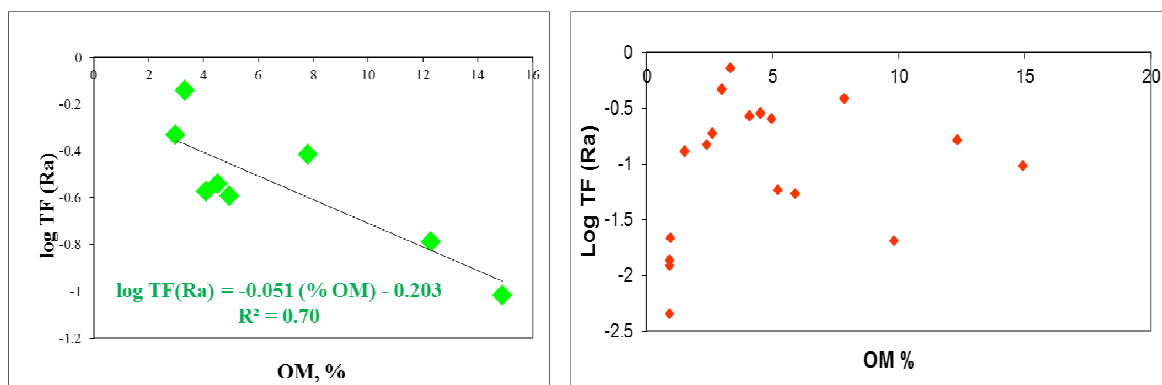 0
0 2 4 6 8 10 12 14 16
-0.2
-0.4
-0.6
-0.8
-1
-1.2
log TF (Ra)
log TF(Ra) = -0.051 (% OM) - 0.203
R² = 0.70
OM, %
0
0 5 10 15 20
-0.5
-1
-1.5
-2
-2.5
Log TF (Ra)
OM %